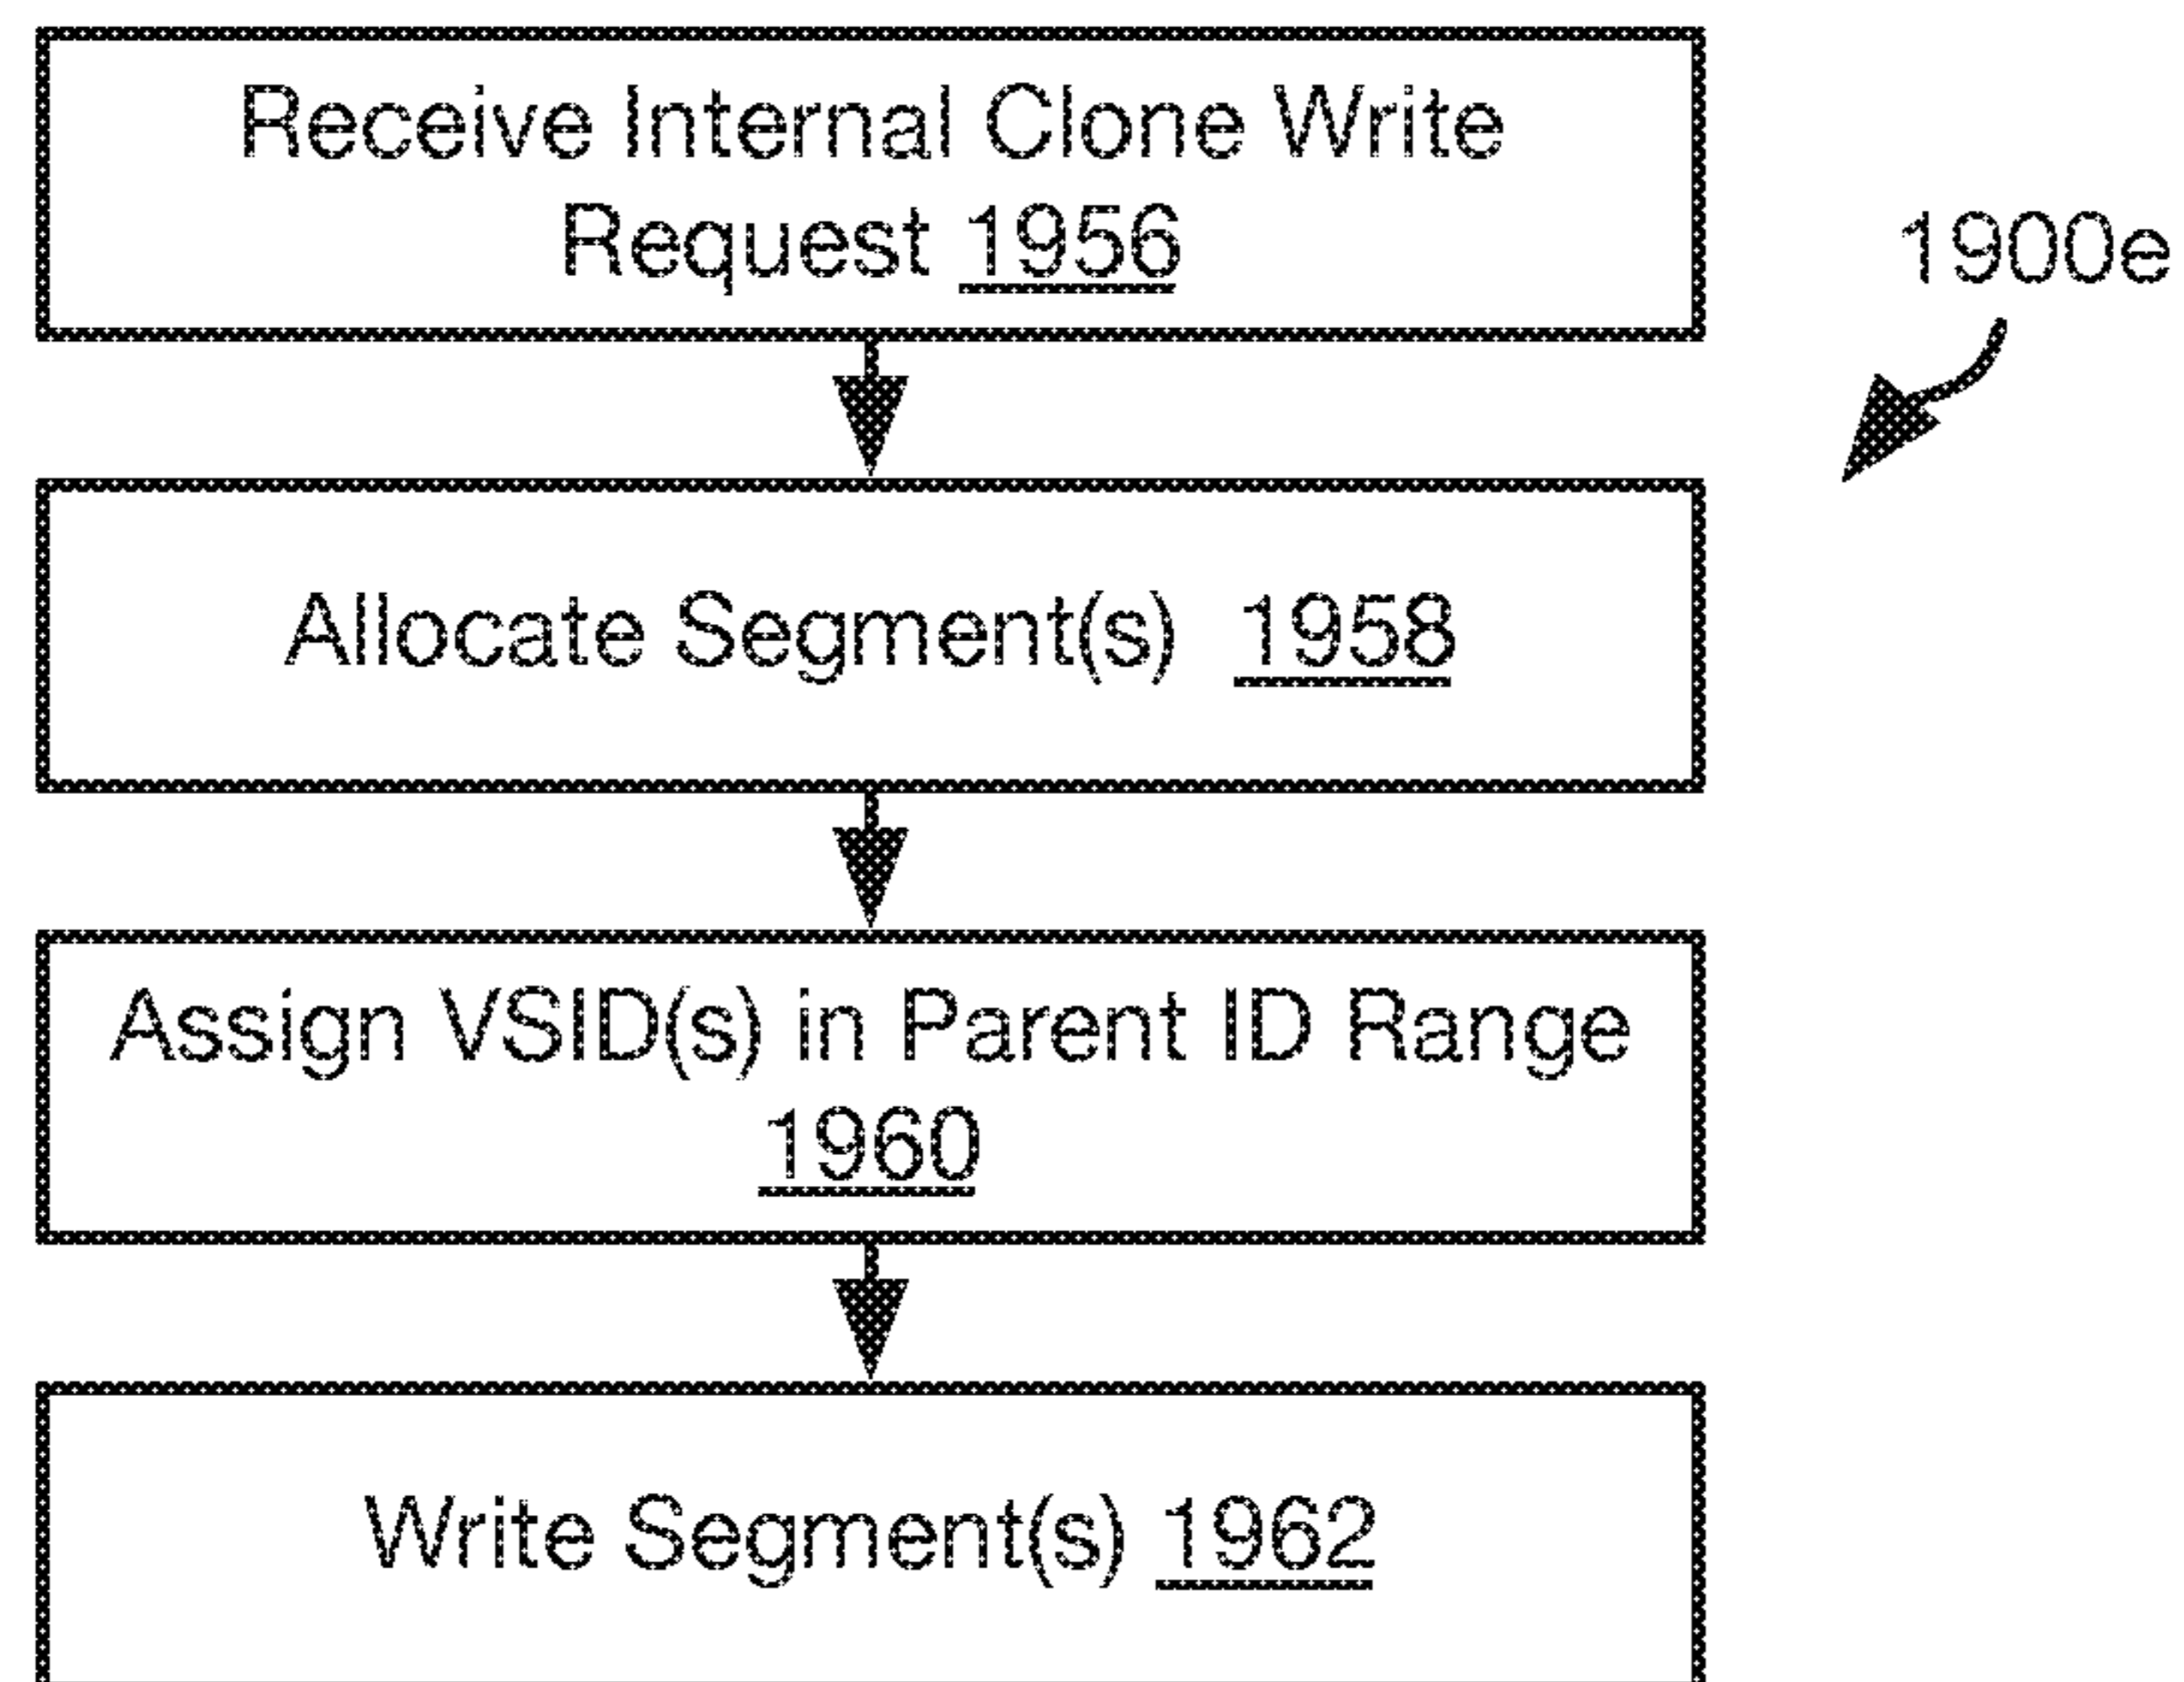 Receive Internal Clone Write
Request 1956
1900e
Allocate Segment(s) 1958
Assign VSID(s) in Parent ID Range
1960
Write Segment(s) 1962